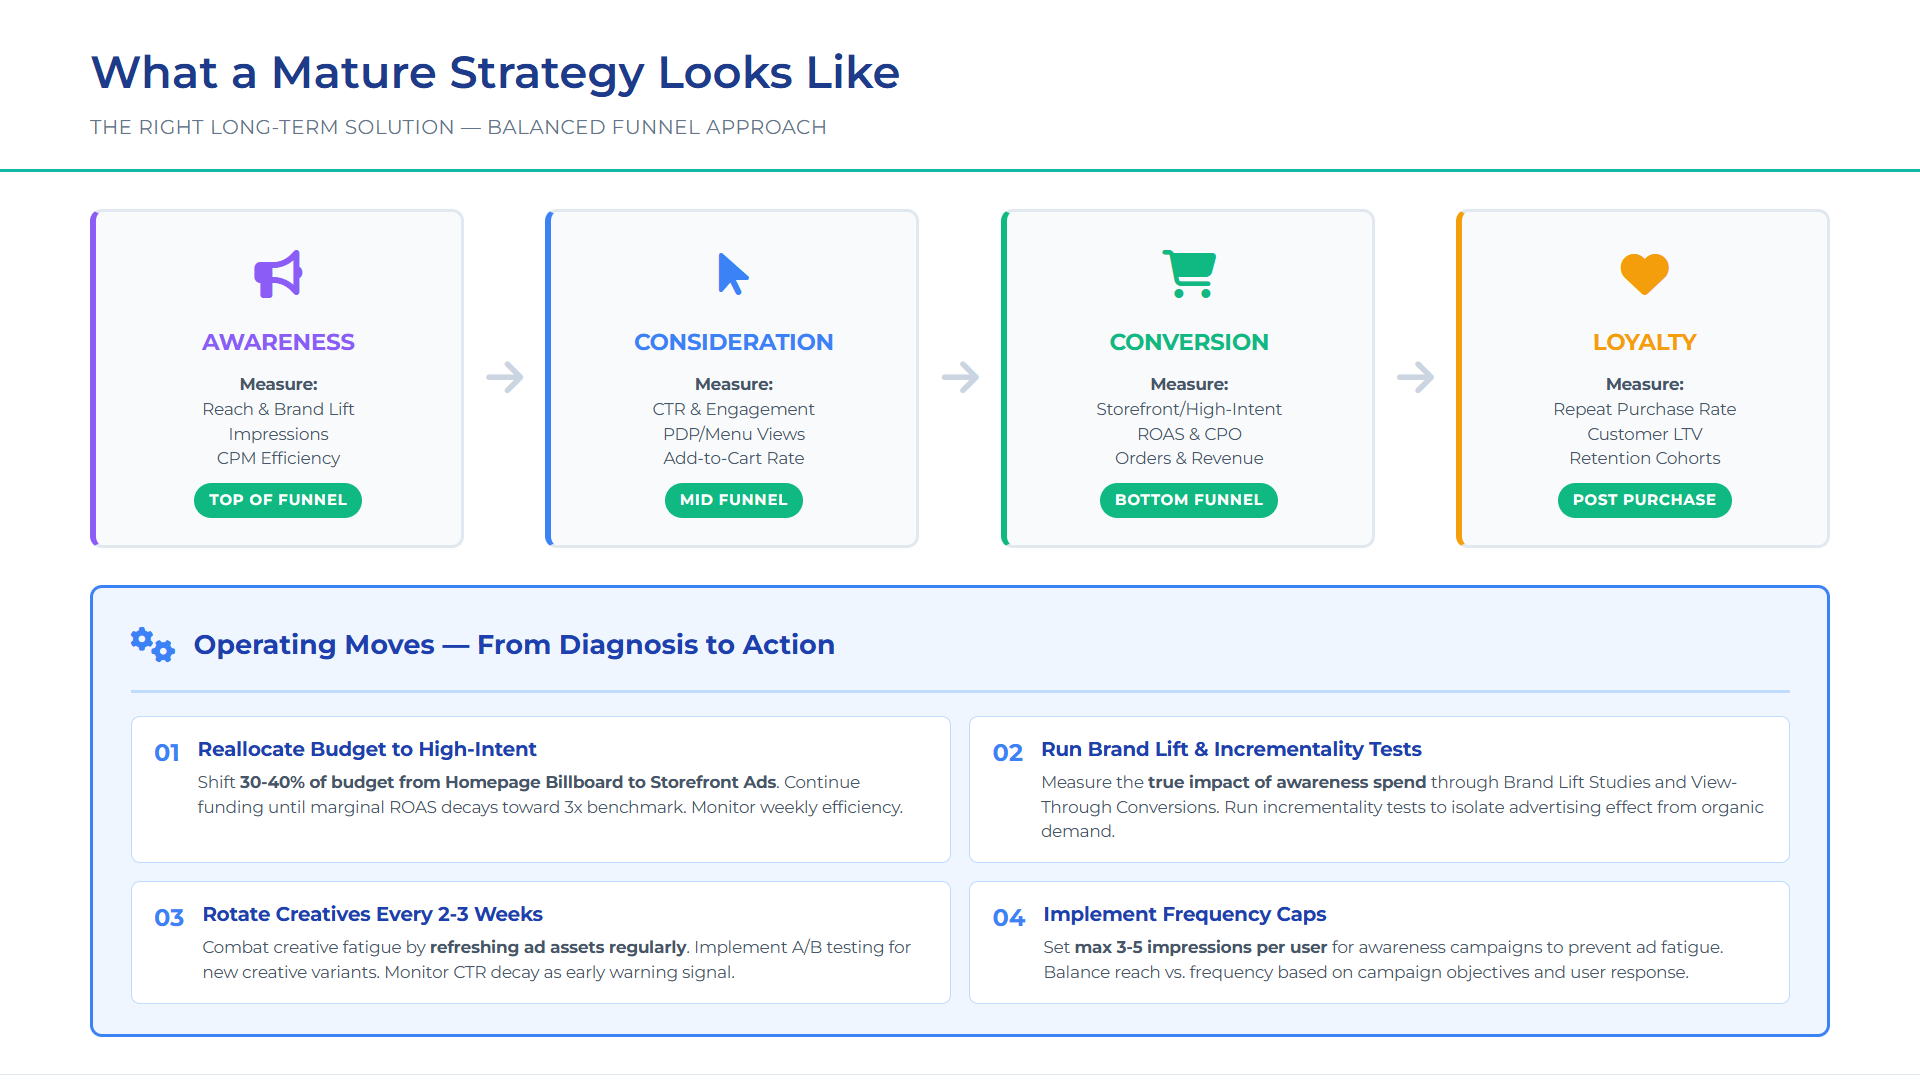 What a Mature Strategy Looks Like
THE RIGHT LONG-TERM SOLUTION — BALANCED FUNNEL APPROACH
AWARENESS
Measure:
Reach & Brand Lift
Impressions
CPM Efficiency
TOP OF FUNNEL
CONSIDERATION
Measure:
CTR & Engagement
PDP/Menu Views
Add-to-Cart Rate
MID FUNNEL
CONVERSION
Measure:
Storefront/High-Intent
ROAS & CPO
Orders & Revenue
BOTTOM FUNNEL
LOYALTY
Measure:
Repeat Purchase Rate
Customer LTV
Retention Cohorts
POST PURCHASE
Operating Moves — From Diagnosis to Action
01 Reallocate Budget to High-Intent
Shift 30-40% of budget from Homepage Billboard to Storefront Ads. Continue
funding until marginal ROAS decays toward 3x benchmark. Monitor weekly efficiency.
02 Run Brand Lift & Incrementality Tests
Measure the true impact of awareness spend through Brand Lift Studies and View-
Through Conversions. Run incrementality tests to isolate advertising effect from organic
demand.
03 Rotate Creatives Every 2-3 Weeks
Combat creative fatigue by refreshing ad assets regularly. Implement A/B testing for
new creative variants. Monitor CTR decay as early warning signal.
04 Implement Frequency Caps
Set max 3-5 impressions per user for awareness campaigns to prevent ad fatigue.
Balance reach vs. frequency based on campaign objectives and user response.